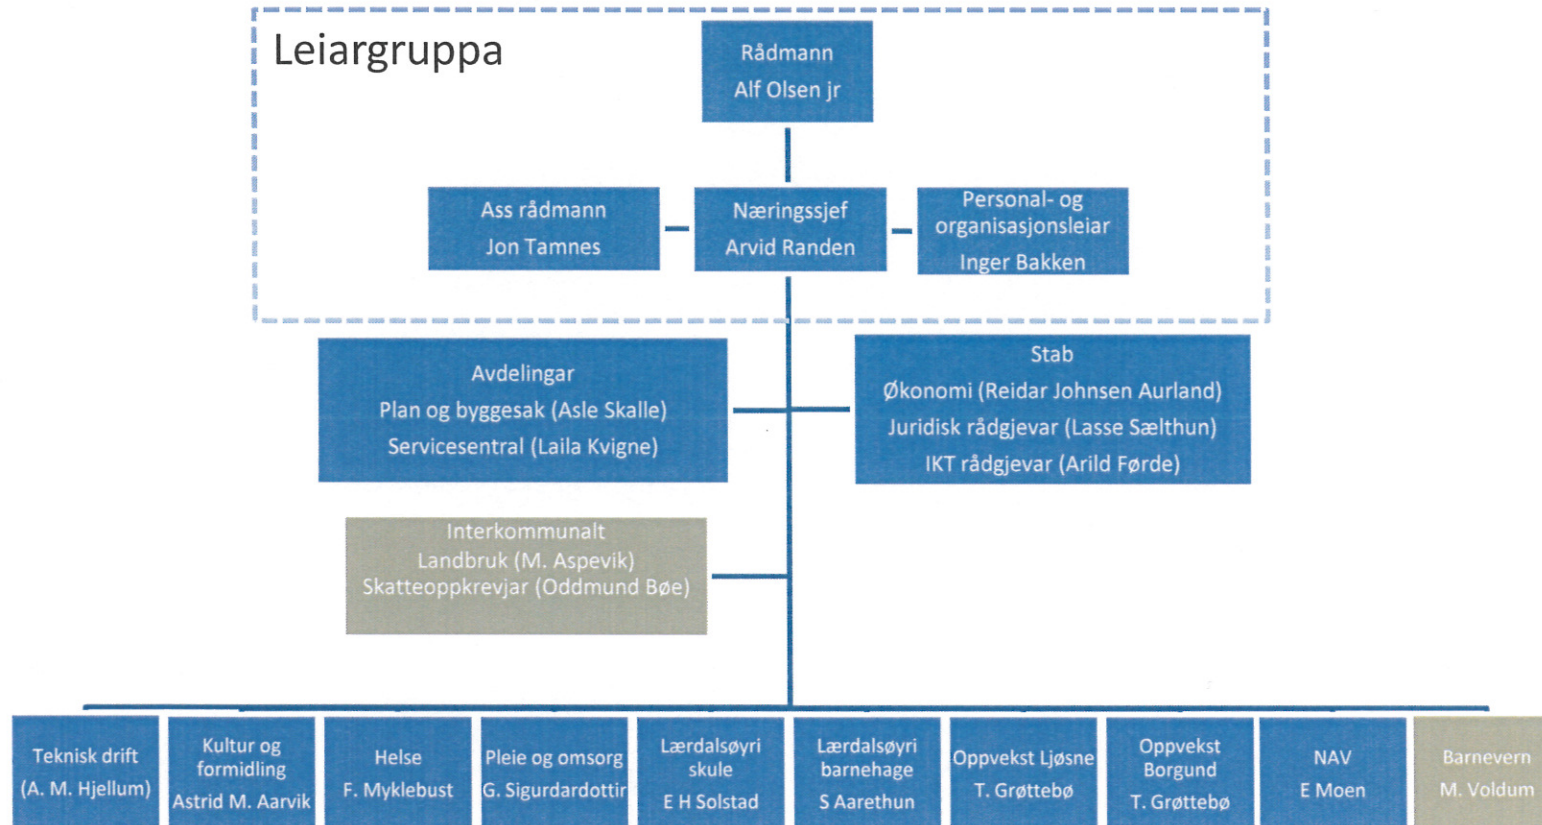 Leiargruppa
Rådmann
Alf Olsen jr
Ass rådmann
Jon Tamnes
Næringssjef
Arvid Randen
Personal- og
organisasjonsleiar
Inger Bakken
Avdelingar
Plan og byggesak (Asle Skalle)
Servicesentral (Laila Kvigne)
Stab
Økonomi (Reidar Johnsen Aurland)
Juridisk rådgjevar (Lasse Sælthun)
IKT rådgjevar (Arild Førde)
Interkommunalt
Landbruk (M. Aspevik)
Skatteoppkrevjar (Oddmund Bøe)
Teknisk drift
(A. M. Hjellum)
Kultur og
formidling
Astrid M. Aarvik
Helse
F. Myklebust
Pleie og omsorg
G. Sigurdardottir
Lærdalsøyri
skule
E H Solstad
Lærdalsøyri
barnehage
S Aarethun
Oppvekst Ljøsne
T. Grøttebø
Oppvekst
Borgund
T. Grøttebø
NAV
E Moen
Barnevern
M. Voldum